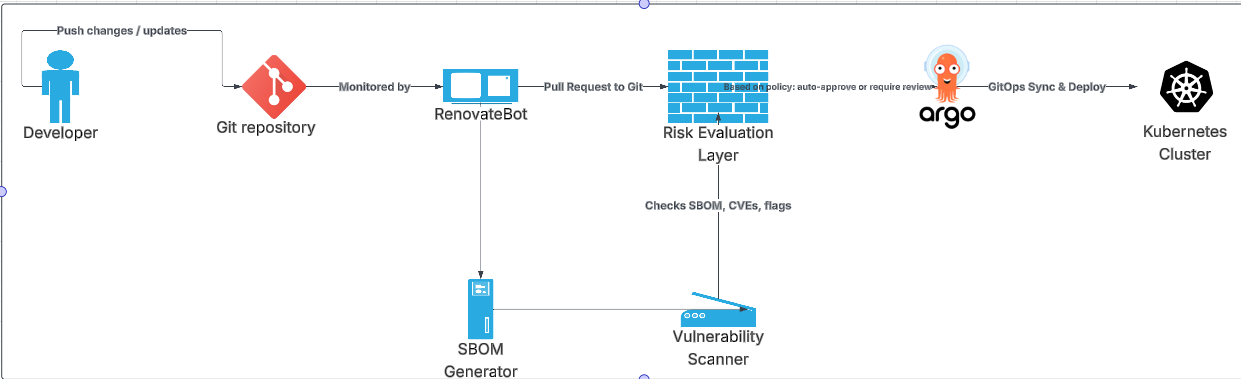 Push changes / updates
Developer
Git repository
Monitored by
RenovateBot
Pull Request to Git
Risk Evaluation
Layer
Based on policy: auto-approve or require review
argo
GitOps Sync & Deploy
Kubernetes
Cluster
Checks SBOM, CVEs, flags
SBOM
Generator
Vulnerability
Scanner